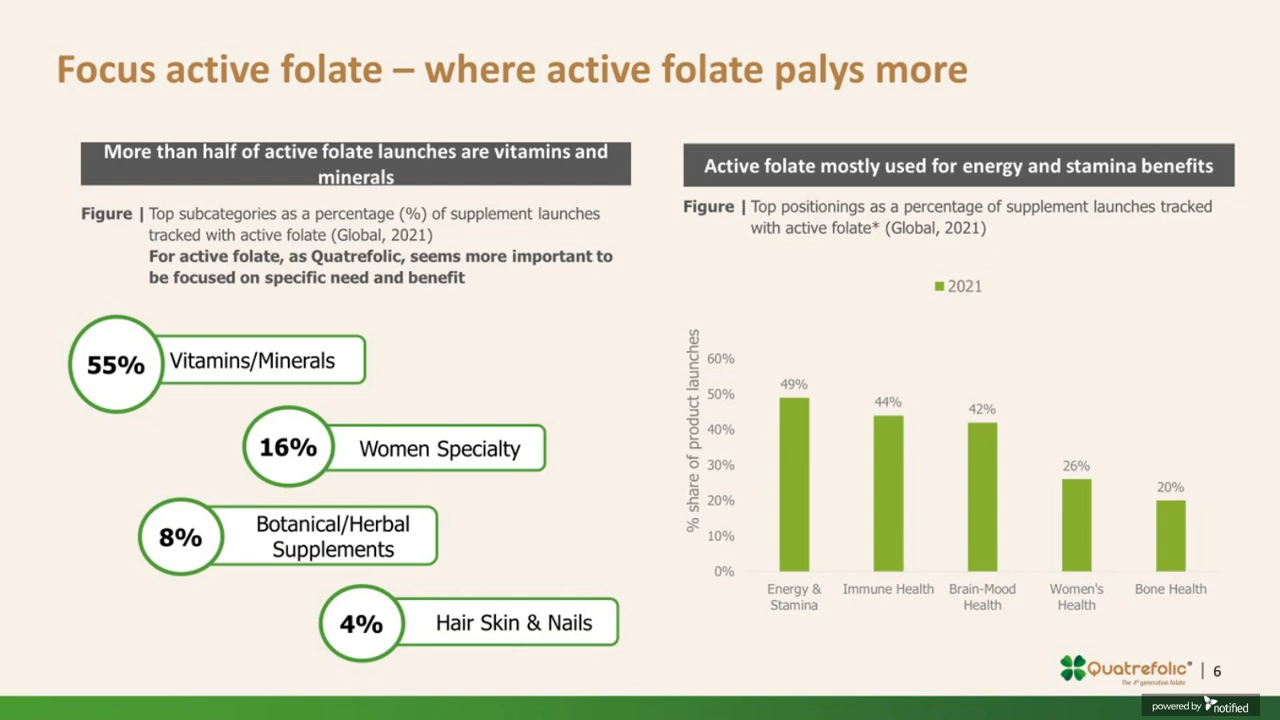 Focus active folate – where active folate palys more
More than half of active folate launches are vitamins and
minerals
Figure | Top subcategories as a percentage (%) of supplement launches
tracked with active folate (Global, 2021)
For active folate, as Quatrefolic, seems more important to
be focused on specific need and benefit
55% Vitamins/Minerals
16% Women Specialty
8% Botanical/Herbal
Supplements
4% Hair Skin & Nails
Active folate mostly used for energy and stamina benefits
Figure | Top positionings as a percentage of supplement launches tracked
with active folate* (Global, 2021)
2021
% share of product launches
60%
50%
40%
30%
20%
10%
0%
49%
44%
42%
26%
20%
Energy &
Stamina
Immune Health
Brain-Mood
Health
Women's
Health
Bone Health
Quatrefolic® | 6
The 4th generation folate
powered by notified